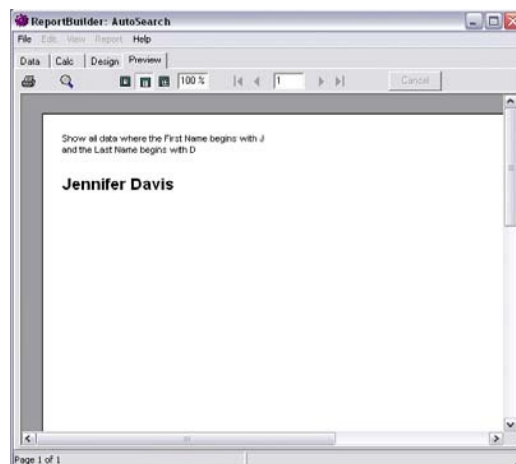 ReportBuilder: AutoSearch
File Edit View Report Help
Data Calc Design Preview
100 % 1 Cancel
Show all data where the First Name begins with J
and the Last Name begins with D
Jennifer Davis
Page 1 of 1